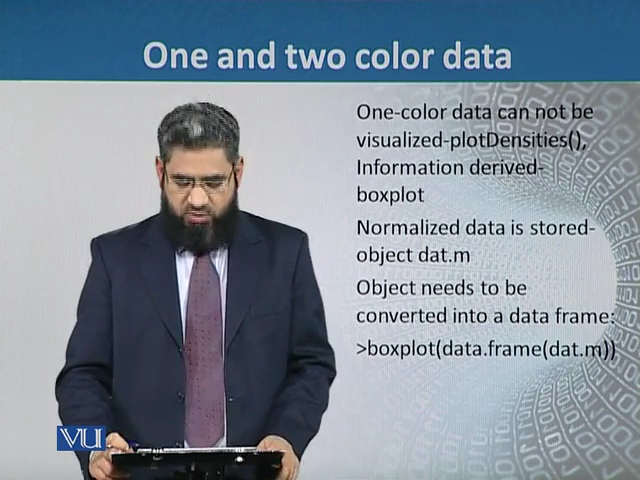 One and two color data
One-color data can not be
visualized-plotDensities(),
Information derived-
boxplot
Normalized data is stored-
object dat.m
Object needs to be
converted into a data frame:
>boxplot(data.frame(dat.m))
VU